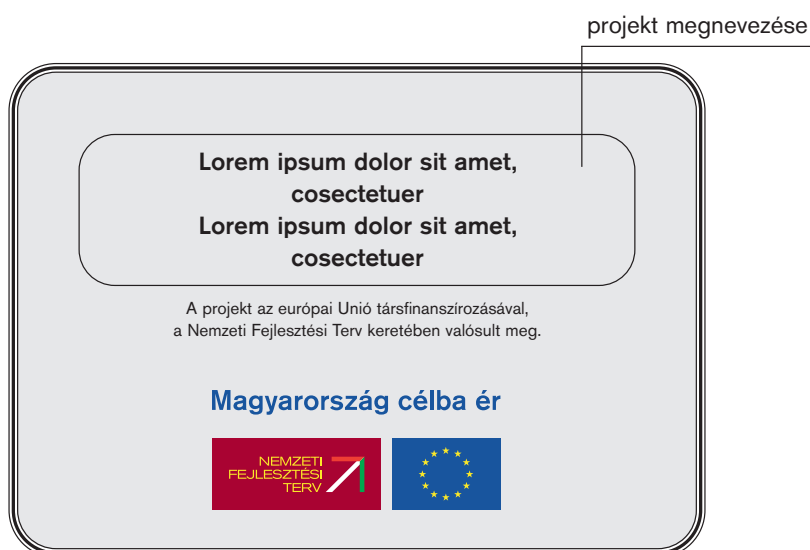 projekt megnevezése
Lorem ipsum dolor sit amet,
cosectetuer
Lorem ipsum dolor sit amet,
cosectetuer
A projekt az európai Unió társfinanszírozásával,
a Nemzeti Fejlesztési Terv keretében valósult meg.
Magyarország célba ér
NEMZETI
FEJLESZTÉSI
TERV